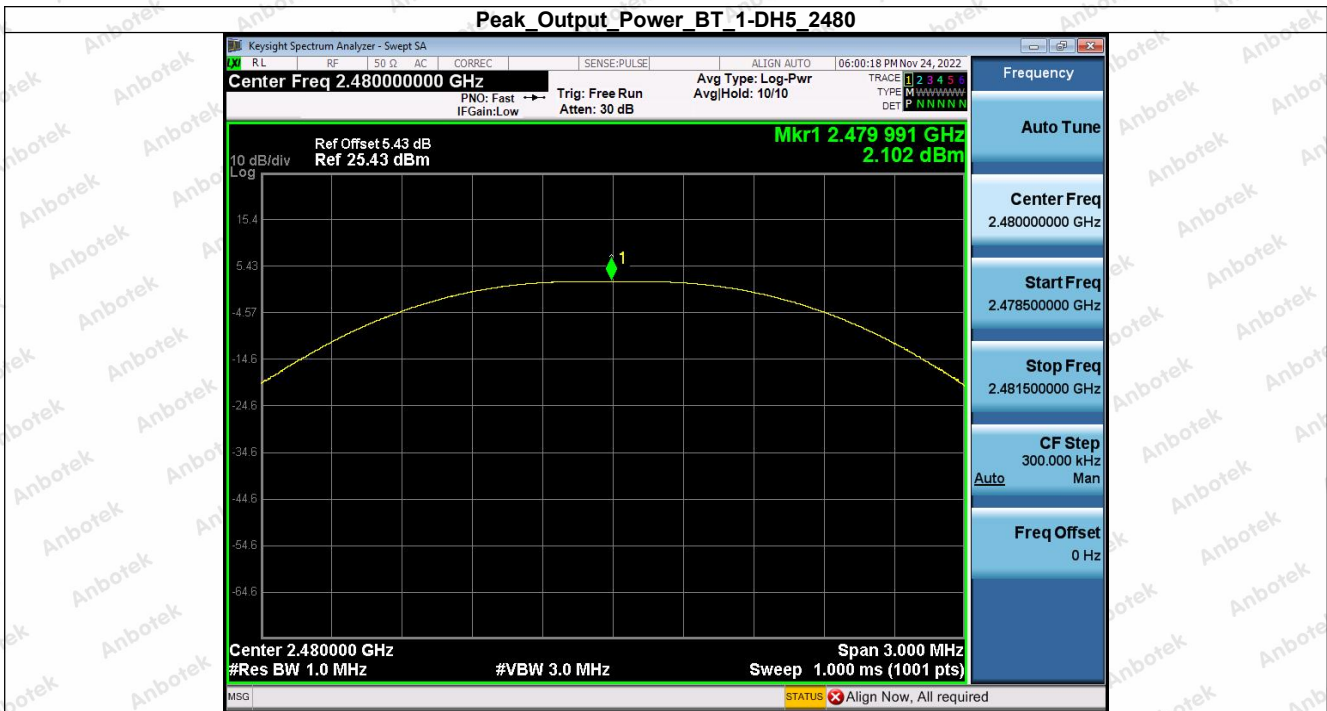 Peak_Output_Power_BT_1-DH5_2480
Keysight Spectrum Analyzer - Swept SA
LXI RL RF 50 Ω AC CORREC SENSE:PULSE ALIGN AUTO 06:00:18 PM Nov 24, 2022
Center Freq 2.480000000 GHz
PNO: Fast
IFGain:Low
Trig: Free Run
Atten: 30 dB
Avg Type: Log-Pwr
Avg|Hold: 10/10
TRACE 1 2 3 4 5 6
TYPE M WWWWW
DET P N N N N N
Frequency
Mkr1 2.479 991 GHz
2.102 dBm
Ref Offset 5.43 dB
10 dB/div Ref 25.43 dBm
Log
15.4
5.43
-4.57
-14.6
-24.6
-34.6
-44.6
-54.6
-64.6
1
Center 2.480000 GHz
Span 3.000 MHz
#Res BW 1.0 MHz
#VBW 3.0 MHz
Sweep 1.000 ms (1001 pts)
MSG
STATUS Align Now, All required
Auto Tune
Center Freq
2.480000000 GHz
Start Freq
2.478500000 GHz
Stop Freq
2.481500000 GHz
CF Step
300.000 kHz
Auto Man
Freq Offset
0 Hz
Anbotek